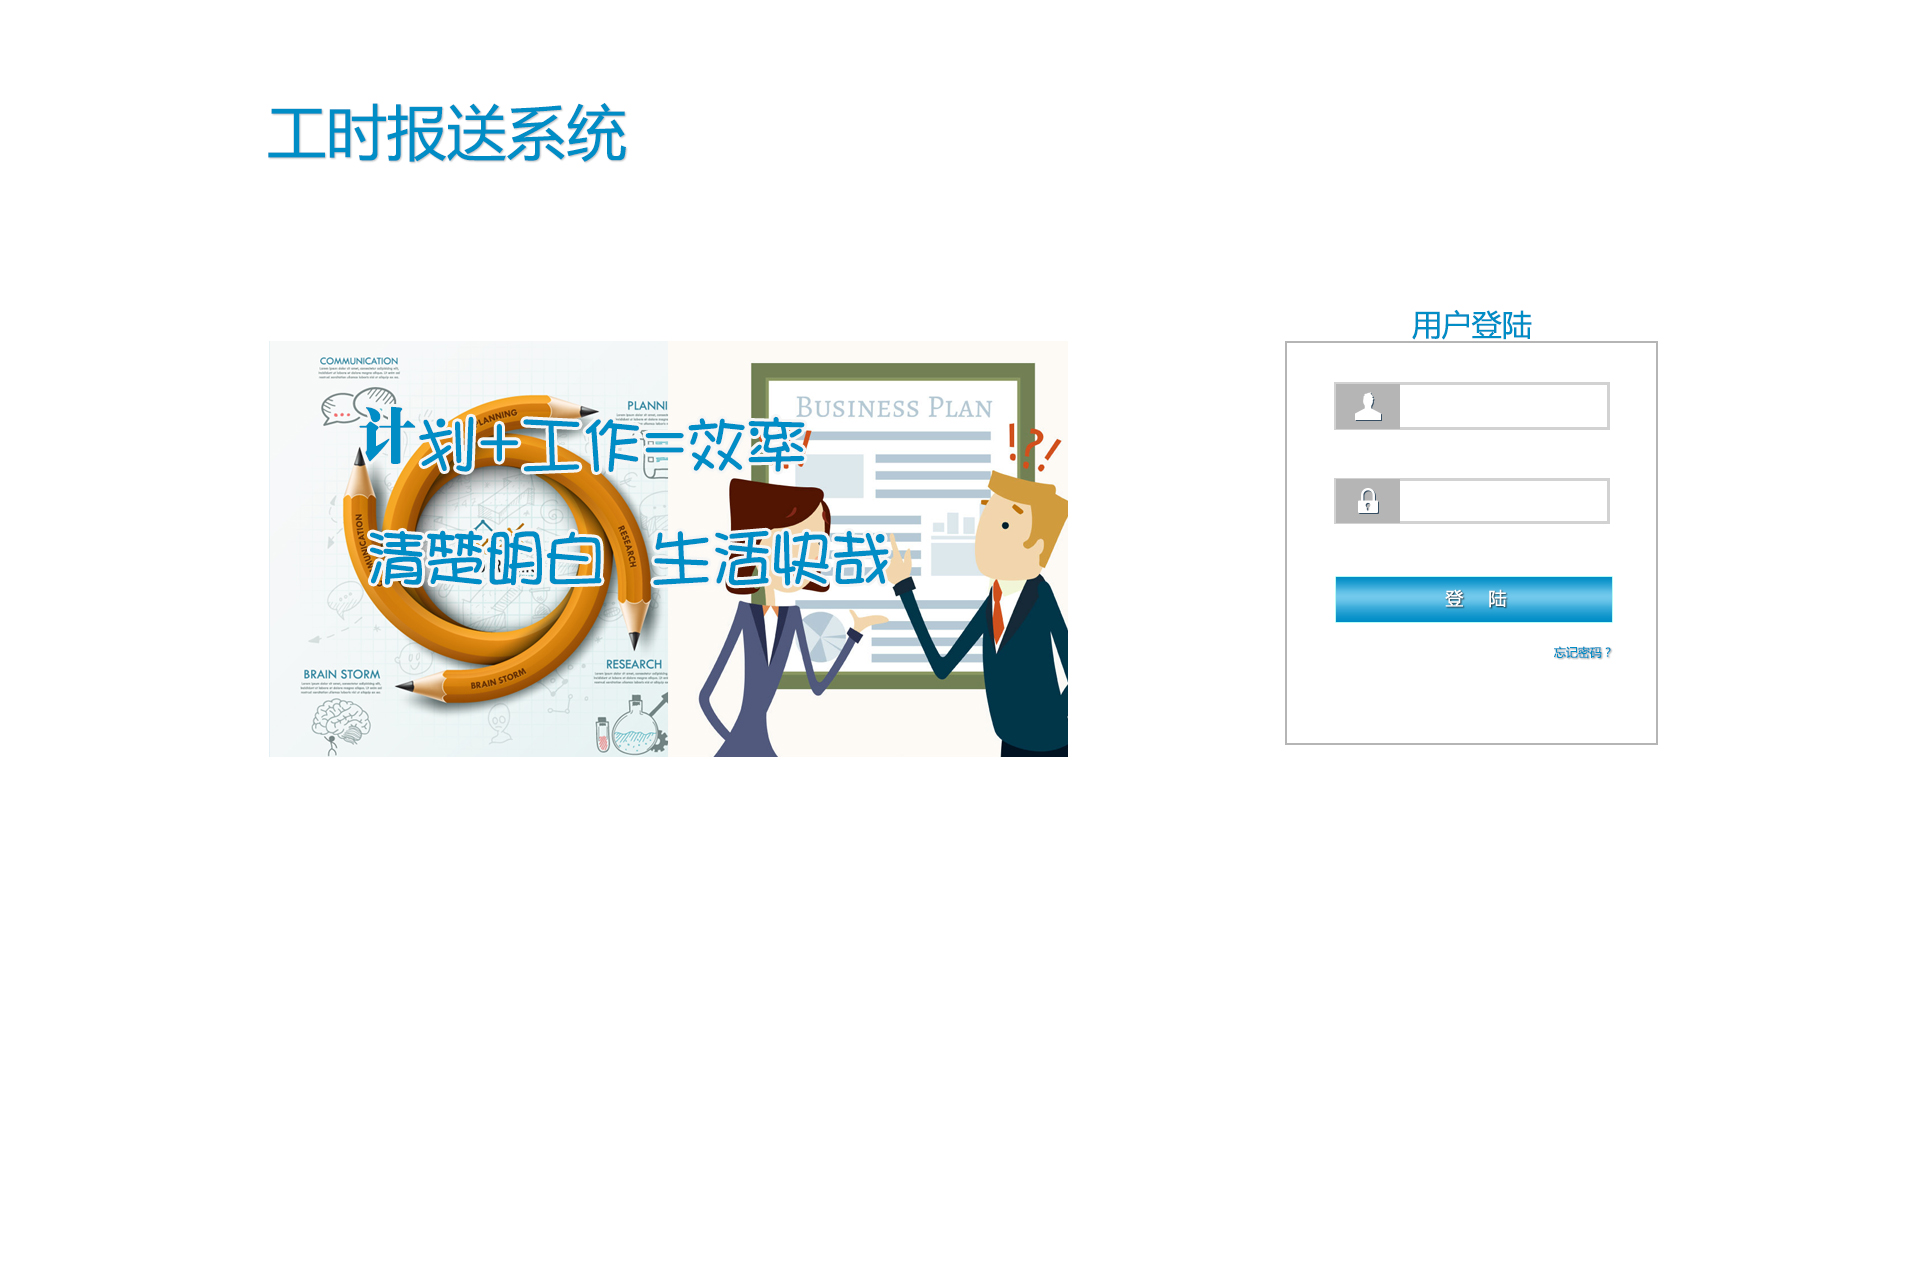 工时报送系统
用户登陆
COMMUNICATION
PLANNI
BUSINESS PLAN
PLANNING
计划+工作=效率
RESEARCH
清楚明白 生活快哉
登 陆
忘记密码？
RESEARCH
BRAIN STORM
BRAIN STORM